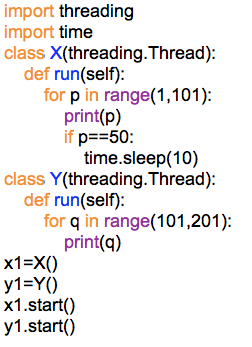 import threading
import time
class X(threading.Thread):
    def run(self):
        for p in range(1,101):
            print(p)
            if p==50:
                time.sleep(10)
class Y(threading.Thread):
    def run(self):
        for q in range(101,201):
            print(q)
x1=X()
y1=Y()
x1.start()
y1.start()